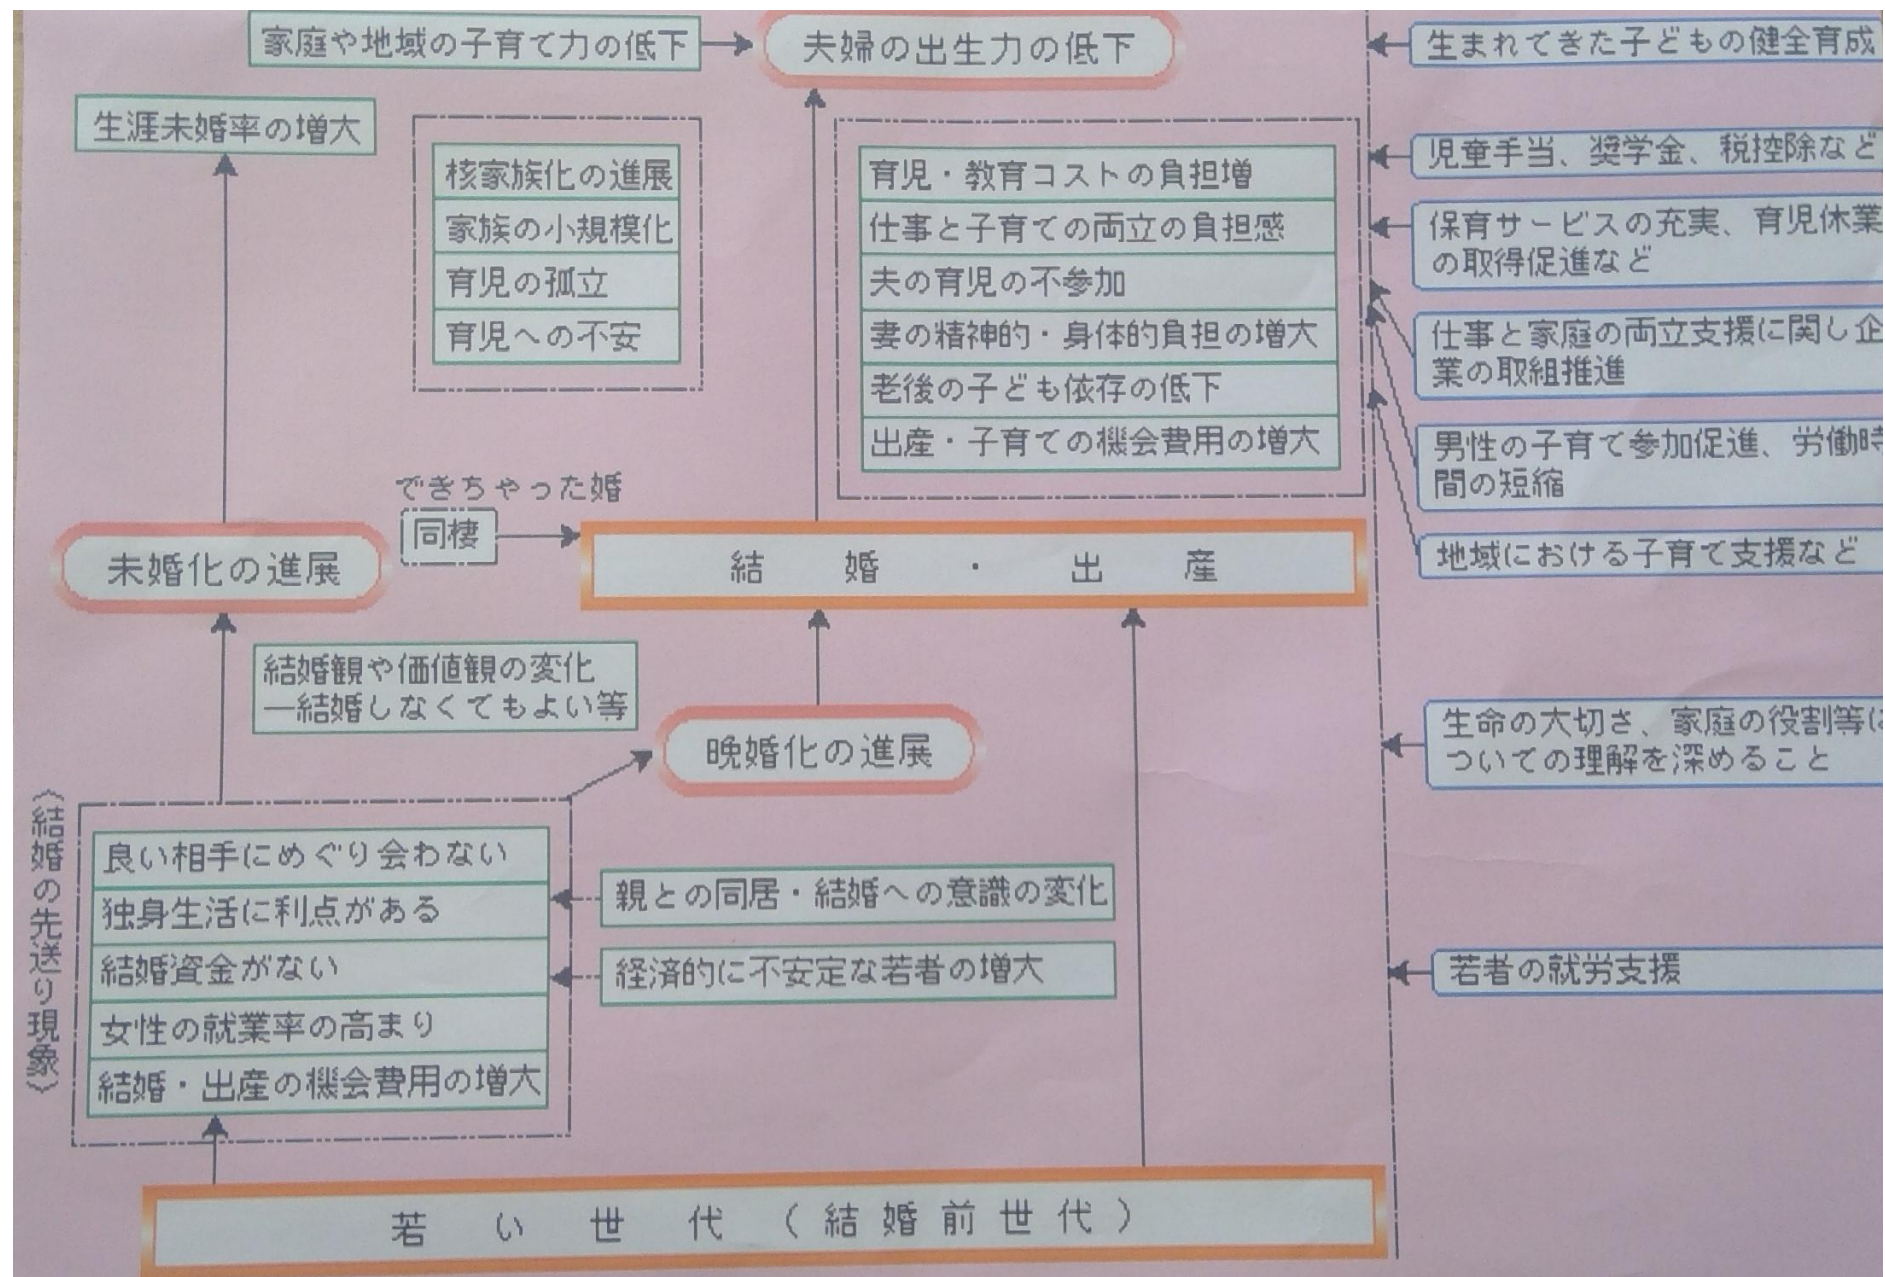 家庭や地域の子育て力の低下
夫婦の出生力の低下
生まれてきた子どもの健全育成
生涯未婚率の増大
核家族化の進展
家族の小規模化
育児の孤立
育児への不安
育児・教育コストの負担増
仕事と子育ての両立の負担感
夫の育児の不参加
妻の精神的・身体的負担の増大
老後の子ども依存の低下
出産・子育ての機会費用の増大
児童手当、奨学金、税控除など
保育サービスの充実、育児休業
の取得促進など
仕事と家庭の両立支援に関し企
業の取組推進
男性の子育て参加促進、労働時
間の短縮
地域における子育て支援など
できちゃった婚
同棲
未婚化の進展
結婚・出産
結婚観や価値観の変化
―結婚しなくてもよい等
晩婚化の進展
生命の大切さ、家庭の役割等に
ついての理解を深めること
〈結婚の先送り現象〉
良い相手にめぐり会わない
独身生活に利点がある
結婚資金がない
女性の就業率の高まり
結婚・出産の機会費用の増大
親との同居・結婚への意識の変化
経済的に不安定な若者の増大
若者の就労支援
若い世代（結婚前世代）